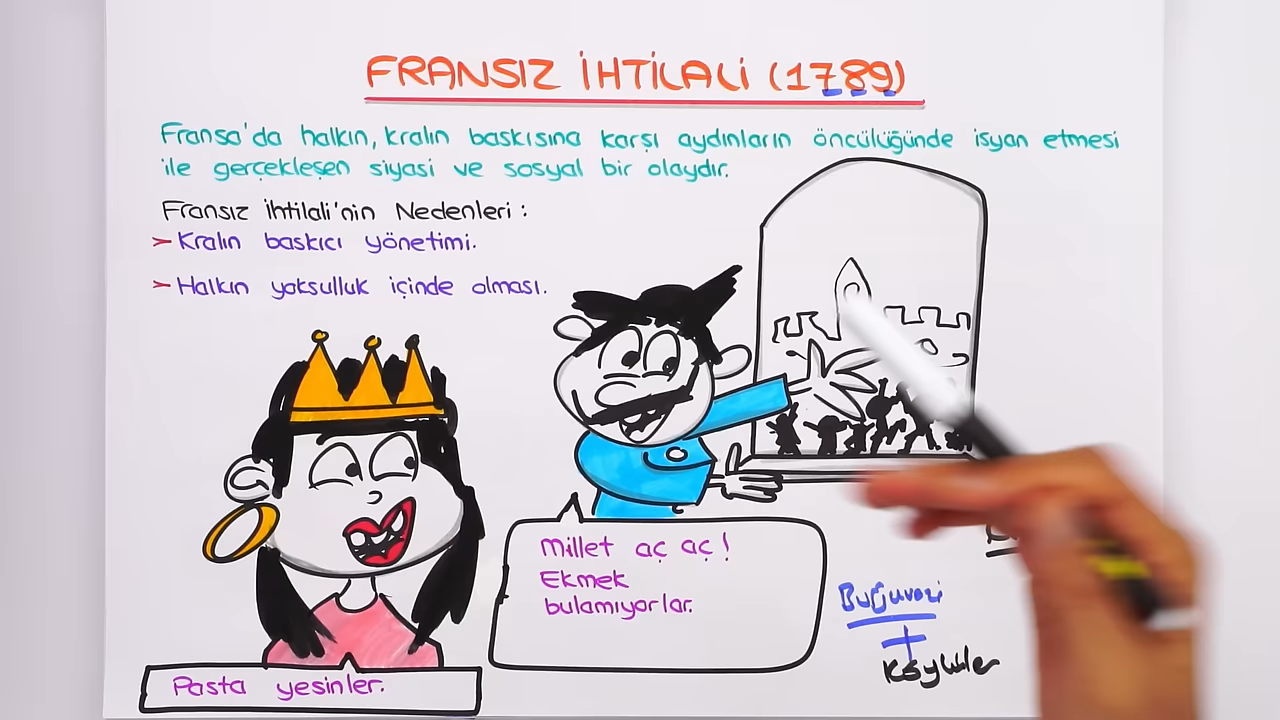 FRANSIZ İHTİLALİ (1789)
Fransa'da halkın, kralın baskısına karşı aydınların öncülüğünde isyan etmesi
ile gerçekleşen siyasi ve sosyal bir olaydır.
Fransız İhtilali'nin Nedenleri:
➢ Kralın baskıcı yönetimi.
➢ Halkın yoksulluk içinde olması.
Millet aç aç!
Ekmek
bulamıyorlar.
+
Köylüler
Pasta yesinler.